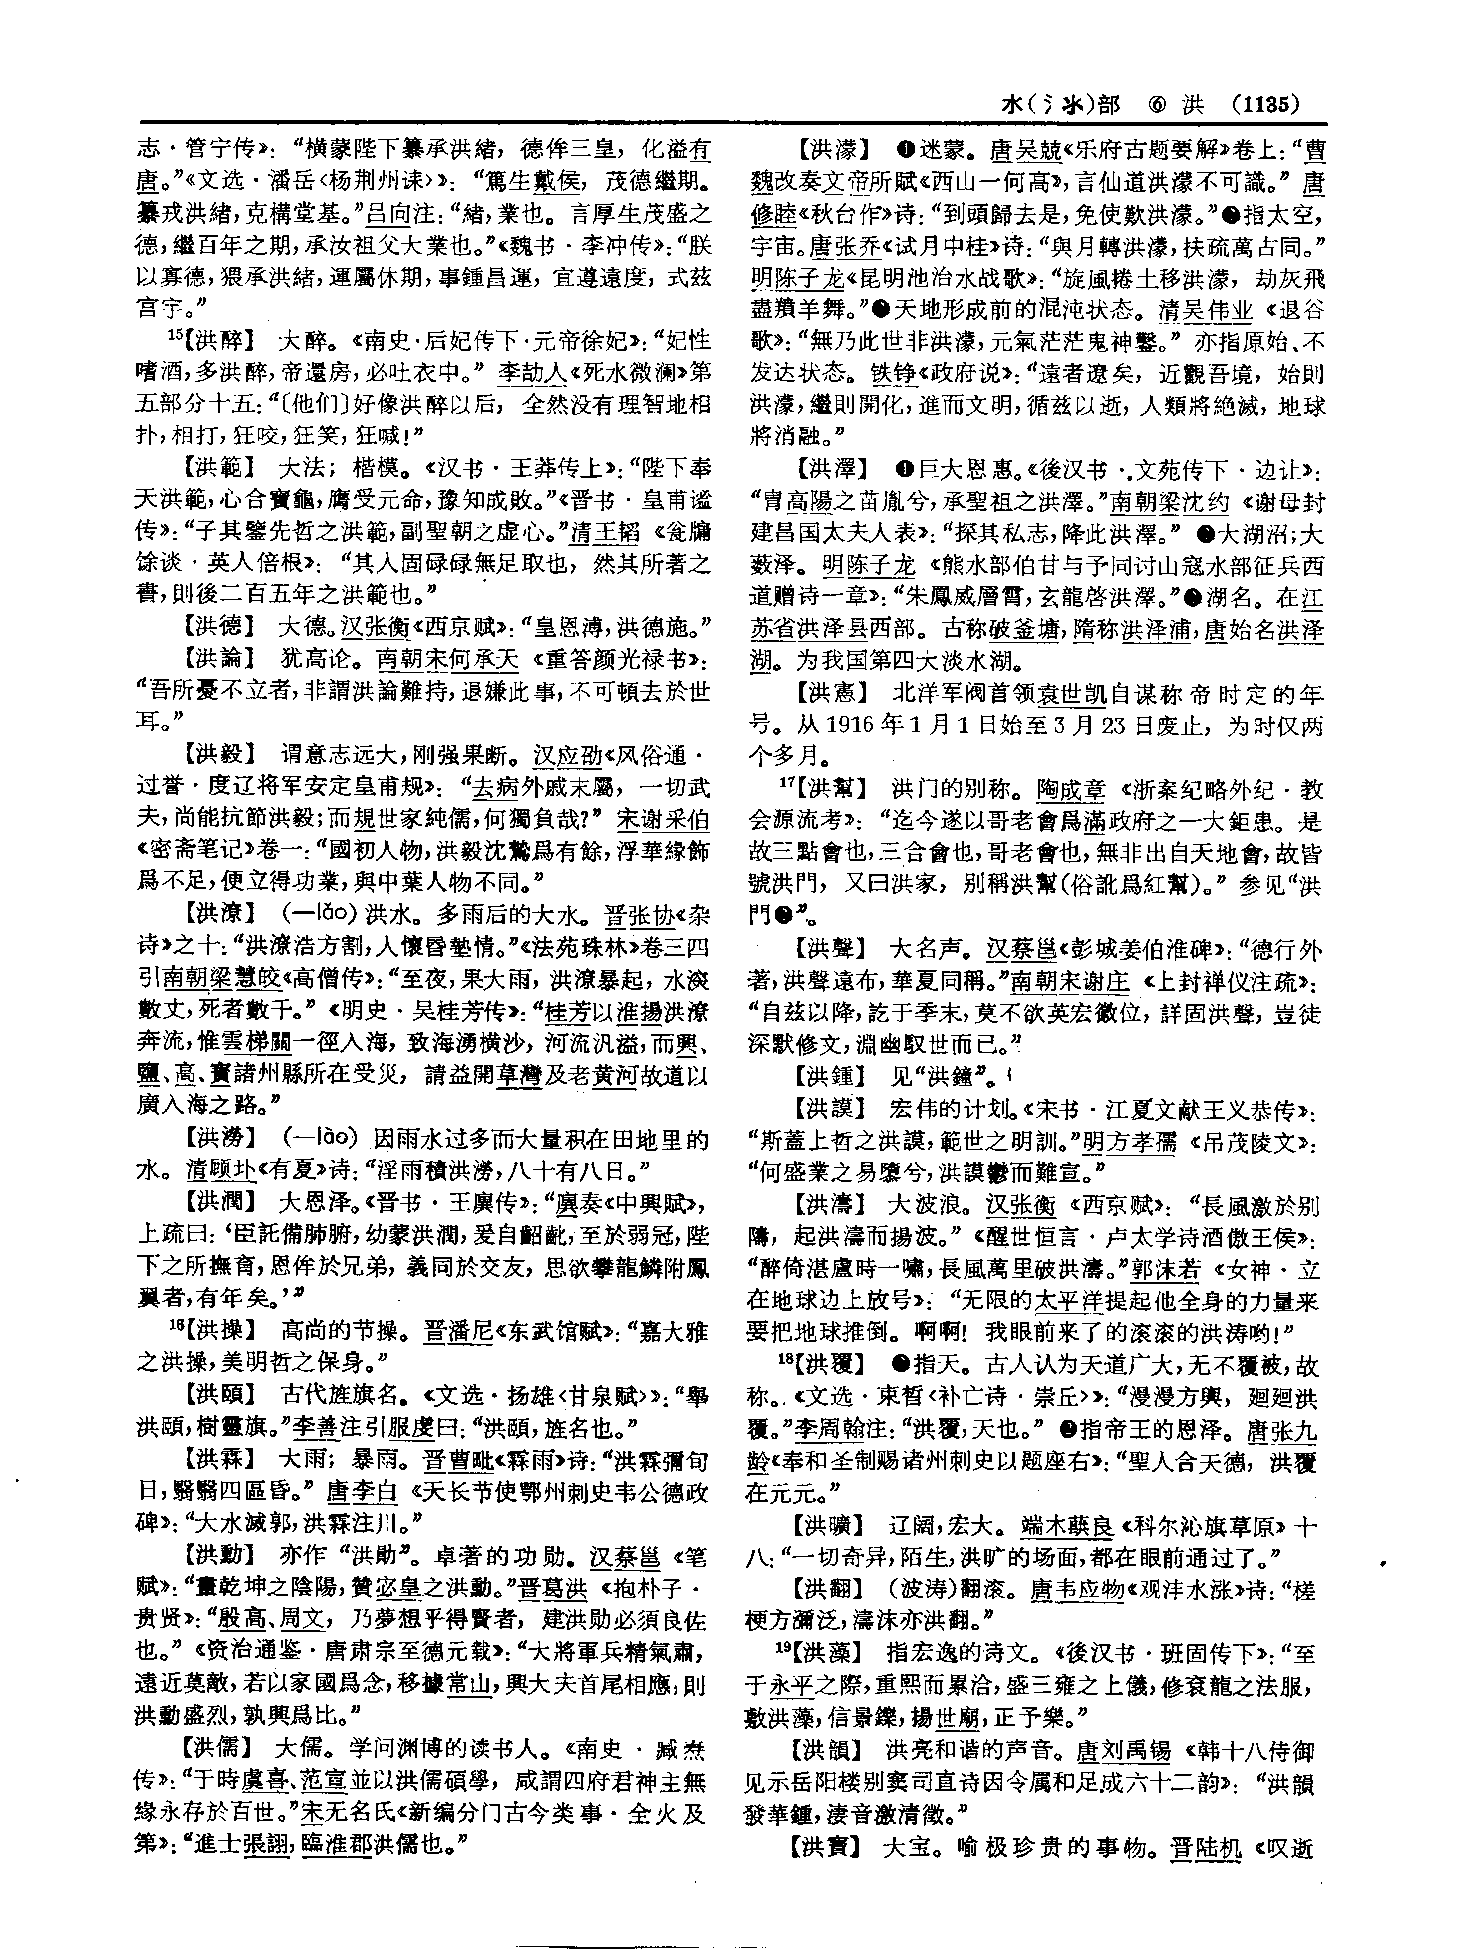 水(氵氺)部　⑥　洪　(1135)
志·管宁传》：“横蒙陛下纂承洪緒，德侔三皇，化溢有
唐。”《文选·潘岳〈杨荆州诔〉》：“篤生戴侯，茂德繼期。
纂戎洪緒，克構堂基。”吕向注：“緒，業也。言厚生茂盛之
德，繼百年之期，承汝祖父大業也。”《魏书·李冲传》：“朕
以寡德，猥承洪緒，運屬休期，事鍾昌運，宜遵遠度，式兹
宫宇。”
¹⁵【洪醉】　大醉。《南史·后妃传下·元帝徐妃》：“妃性
嗜酒，多洪醉，帝還房，必吐衣中。”李劼人《死水微澜》第
五部分十五：“〔他们〕好像洪醉以后，全然没有理智地相
扑，相打，狂咬，狂笑，狂喊！”
【洪範】　大法；楷模。《汉书·王莽传上》：“陛下奉
天洪範，心合寶龜，膺受元命，豫知成敗。”《晋书·皇甫谧
传》：“子其鑒先哲之洪範，副聖朝之虚心。”清王韬《瓮牖
馀谈·英人倍根》：“其人固碌碌無足取也，然其所著之
書，則後二百五年之洪範也。”
【洪德】　大德。汉张衡《西京赋》：“皇恩溥，洪德施。”
【洪論】　犹高论。南朝宋何承天《重答颜光禄书》：
“吾所憂不立者，非謂洪論難持，退嫌此事，不可頓去於世
耳。”
【洪毅】　谓意志远大，刚强果断。汉应劭《风俗通·
过誉·度辽将军安定皇甫规》：“去病外戚末屬，一切武
夫，尚能抗節洪毅；而規世家純儒，何獨負哉？”宋谢采伯
《密斋笔记》卷一：“國初人物，洪毅沈鷙爲有餘，浮華緣飾
爲不足，便立得功業，與中葉人物不同。”
【洪潦】　(一lǎo)洪水。多雨后的大水。晋张协《杂
诗》之十：“洪潦浩方割，人懷昏墊情。”《法苑珠林》卷三四
引南朝梁慧皎《高僧传》：“至夜，果大雨，洪潦暴起，水深
數丈，死者數千。”《明史·吴桂芳传》：“桂芳以淮揚洪潦
奔流，惟雲梯關一徑入海，致海湧横沙，河流汎溢，而興、
鹽、高、寶諸州縣所在受災，請益開草灣及老黄河故道以
廣入海之路。”
【洪澇】　(一lào)因雨水过多而大量积在田地里的
水。清顾圤《有夏》诗：“淫雨積洪澇，八十有八日。”
【洪潤】　大恩泽。《晋书·王廙传》：“廙奏《中興賦》，
上疏曰：‘臣託備肺腑，幼蒙洪潤，爰自齠齔，至於弱冠，陛
下之所撫育，恩侔於兄弟，義同於交友，思欲攀龍鱗附鳳
翼者，有年矣。’”
¹⁶【洪操】　高尚的节操。晋潘尼《东武馆赋》：“嘉大雅
之洪操，美明哲之保身。”
【洪頤】　古代旌旗名。《文选·扬雄〈甘泉赋〉》：“舉
洪頤，樹靈旗。”李善注引服虔曰：“洪頤，旌名也。”
【洪霖】　大雨；暴雨。晋曹毗《霖雨》诗：“洪霖彌旬
日，翳翳四區昏。”唐李白《天长节使鄂州刺史韦公德政
碑》：“大水滅郭，洪霖注川。”
【洪勳】　亦作“洪勛”。卓著的功勋。汉蔡邕《笔
赋》：“畫乾坤之陰陽，贊宓皇之洪勳。”晋葛洪《抱朴子·
贵贤》：“殷高、周文，乃夢想乎得賢者，建洪勛必須良佐
也。”《资治通鉴·唐肃宗至德元载》：“大將軍兵精氣肅，
遠近莫敵，若以家國爲念，移據常山，與大夫首尾相應，則
洪勳盛烈，孰與爲比。”
【洪儒】　大儒。学问渊博的读书人。《南史·臧焘
传》：“于時虞喜、范宣並以洪儒碩學，咸謂四府君神主無
缘永存於百世。”宋无名氏《新编分门古今类事·全火及
第》：“進士張翃，臨淮郡洪儒也。”
【洪濛】　❶迷蒙。唐吴兢《乐府古题要解》卷上：“曹
魏改奏文帝所賦《西山一何高》，言仙道洪濛不可識。”唐
修睦《秋台作》诗：“到頭歸去是，免使歎洪濛。”❷指太空，
宇宙。唐张乔《试月中桂》诗：“與月轉洪濛，扶疏萬古同。”
明陈子龙《昆明池治水战歌》：“旋風捲土移洪濛，劫灰飛
盡羵羊舞。”❸天地形成前的混沌状态。清吴伟业《退谷
歌》：“無乃此世非洪濛，元氣茫茫鬼神鑿。”亦指原始、不
发达状态。铁铮《政府说》：“遠者遼矣，近觀吾境，始則
洪濛，繼則開化，進而文明，循兹以逝，人類將絶滅，地球
將消融。”
【洪澤】　❶巨大恩惠。《後汉书·文苑传下·边让》：
“胄高陽之苗胤兮，承聖祖之洪澤。”南朝梁沈约《谢母封
建昌国太夫人表》：“探其私志，降此洪澤。”❷大湖沼；大
薮泽。明陈子龙《熊水部伯甘与予同讨山寇水部征兵西
道赠诗一章》：“朱鳳威層霄，玄龍啓洪澤。”❸湖名。在江
苏省洪泽县西部。古称破釜塘，隋称洪泽浦，唐始名洪泽
湖。为我国第四大淡水湖。
【洪憲】　北洋军阀首领袁世凯自谋称帝时定的年
号。从1916年1月1日始至3月23日废止，为时仅两
个多月。
¹⁷【洪幫】　洪门的别称。陶成章《浙案纪略外纪·教
会源流考》：“迄今遂以哥老會爲滿政府之一大鉅患。是
故三點會也，三合會也，哥老會也，無非出自天地會，故皆
號洪門，又曰洪家，别稱洪幫(俗訛爲紅幫)。”参见“洪
門❷”。
【洪聲】　大名声。汉蔡邕《彭城姜伯淮碑》：“德行外
著，洪聲遠布，華夏同稱。”南朝宋谢庄《上封禅仪注疏》：
“自兹以降，訖于季末，莫不欲英宏徽位，詳固洪聲，豈徒
深默修文，淵幽馭世而已。”
【洪鍾】　见“洪鐘”。
【洪謨】　宏伟的计划。《宋书·江夏文献王义恭传》：
“斯蓋上哲之洪謨，範世之明訓。”明方孝孺《吊茂陵文》：
“何盛業之易隳兮，洪謨鬱而難宣。”
【洪濤】　大波浪。汉张衡《西京赋》：“長風激於别
隯，起洪濤而揚波。”《醒世恒言·卢太学诗酒傲王侯》：
“醉倚湛盧時一嘯，長風萬里破洪濤。”郭沫若《女神·立
在地球边上放号》：“无限的太平洋提起他全身的力量来
要把地球推倒。啊啊！我眼前来了的滚滚的洪涛哟！”
¹⁸【洪覆】　❶指天。古人认为天道广大，无不覆被，故
称。《文选·束晳〈补亡诗·崇丘〉》：“漫漫方輿，廻廻洪
覆。”李周翰注：“洪覆，天也。”❷指帝王的恩泽。唐张九
龄《奉和圣制赐诸州刺史以题座右》：“聖人合天德，洪覆
在元元。”
【洪曠】　辽阔，宏大。端木蕻良《科尔沁旗草原》十
八：“一切奇异，陌生，洪旷的场面，都在眼前通过了。”
【洪翻】　(波涛)翻滚。唐韦应物《观沣水涨》诗：“槎
梗方瀰泛，濤沫亦洪翻。”
¹⁹【洪藻】　指宏逸的诗文。《後汉书·班固传下》：“至
于永平之際，重熙而累洽，盛三雍之上儀，修衮龍之法服，
敷洪藻，信景鑠，揚世廟，正予樂。”
【洪韻】　洪亮和谐的声音。唐刘禹锡《韩十八侍御
见示岳阳楼别窦司直诗因令属和足成六十二韵》：“洪韻
發華鍾，淒音激清徵。”
【洪寶】　大宝。喻极珍贵的事物。晋陆机《叹逝